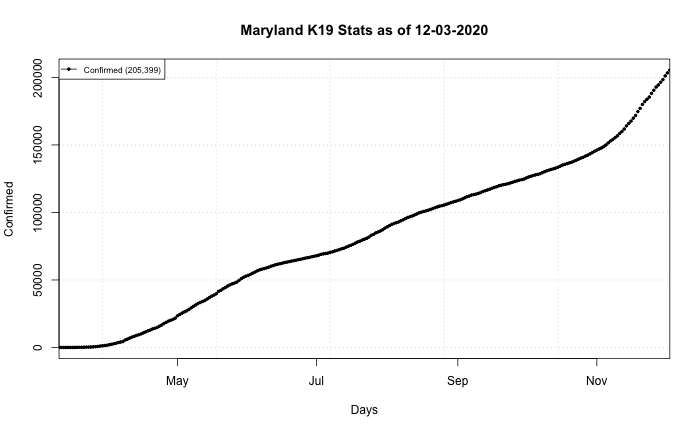 Maryland K19 Stats as of 12-03-2020
Confirmed (205,399)
200000
150000
100000
50000
0
Confirmed
May Jul Sep Nov
Days